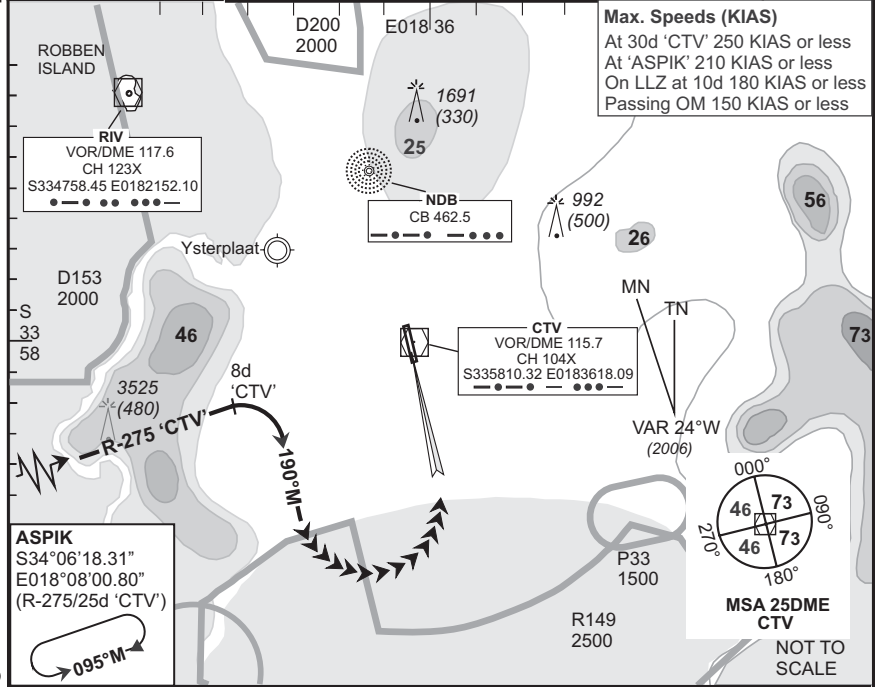 D200
2000
E018 36
Max. Speeds (KIAS)
At 30d ‘CTV’ 250 KIAS or less
At ‘ASPIK’ 210 KIAS or less
On LLZ at 10d 180 KIAS or less
Passing OM 150 KIAS or less
ROBBEN
ISLAND
1691
(330)
25
RIV
VOR/DME 117.6
CH 123X
S334758.45 E0182152.10
NDB
CB 462.5
992
(500)
26
56
Ysterplaat
D153
2000
S
33
58
46
MN
TN
73
CTV
VOR/DME 115.7
CH 104X
S335810.32 E0183618.09
8d
‘CTV’
3525
(480)
R-275 ‘CTV’
190°M
VAR 24°W
(2006)
000°
090°
180°
270°
46
73
46
73
MSA 25DME
CTV
ASPIK
S34°06’18.31”
E018°08’00.80”
(R-275/25d ‘CTV’)
095°M
P33
1500
R149
2500
NOT TO
SCALE